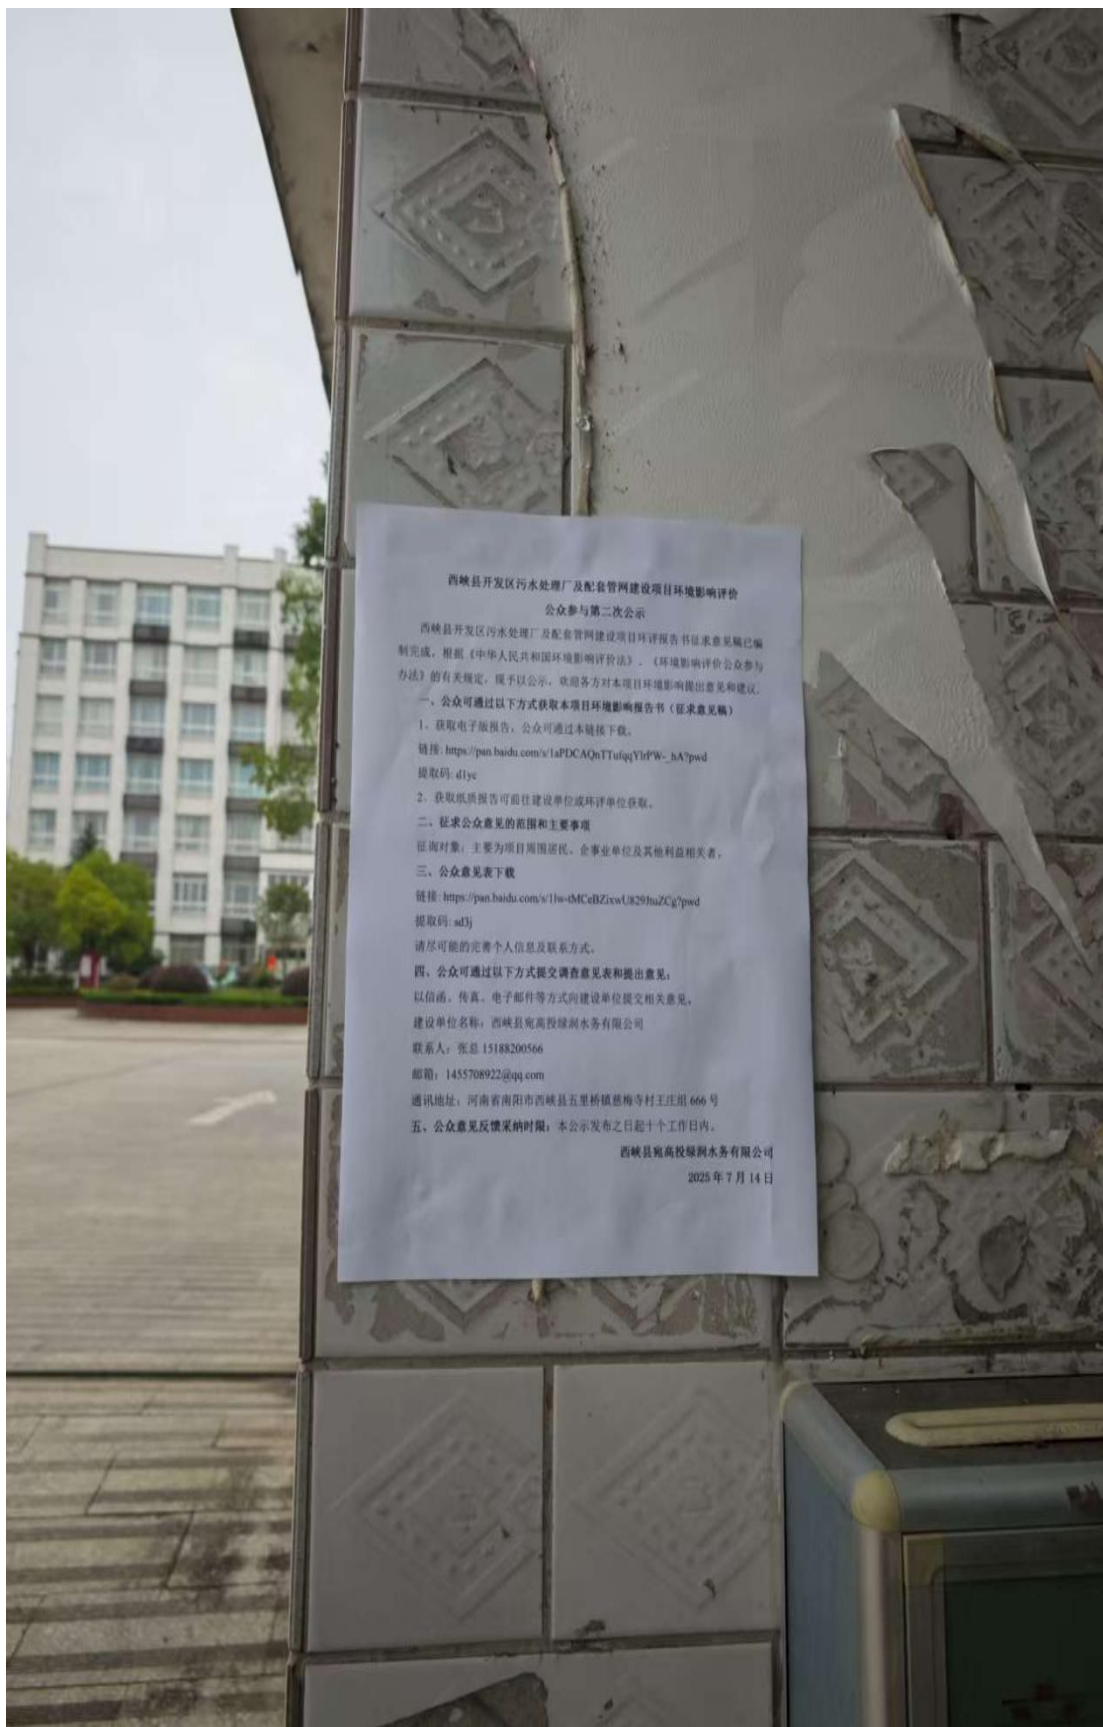 西峡县开发区污水处理厂及配套管网建设项目环境影响评价
公众参与第二次公示
西峡县开发区污水处理厂及配套管网建设项目环评报告书征求意见稿已编
制完成，根据《中华人民共和国环境影响评价法》、《环境影响评价公众参与
办法》的有关规定，现予以公示，欢迎各方对本项目环境影响提出意见和建议。
一、公众可通过以下方式获取本项目环境影响报告书（征求意见稿）
1、获取电子版报告，公众可通过本链接下载。
链接: https://pan.baidu.com/s/1aPDCAQnTTufqqYlrPW-_hA?pwd
提取码: d1yc
2、获取纸质报告可前往建设单位或环评单位获取。
二、征求公众意见的范围和主要事项
征询对象：主要为项目周围居民、企事业单位及其他利益相关者。
三、公众意见表下载
链接: https://pan.baidu.com/s/1lw-tMCeBZixwU829JtuZCg?pwd
提取码: sd3j
请尽可能的完善个人信息及联系方式。
四、公众可通过以下方式提交调查意见表和提出意见：
以信函、传真、电子邮件等方式向建设单位提交相关意见。
建设单位名称：西峡县宛高投绿润水务有限公司
联系人：张总 15188200566
邮箱：1455708922@qq.com
通讯地址：河南省南阳市西峡县五里桥镇慈梅寺村王庄组 666 号
五、公众意见反馈采纳时限：本公示发布之日起十个工作日内。
西峡县宛高投绿润水务有限公司
2025 年 7 月 14 日